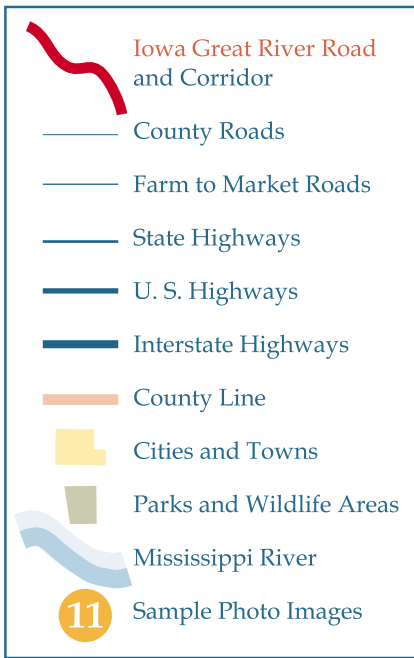 Iowa Great River Road
and Corridor
County Roads
Farm to Market Roads
State Highways
U. S. Highways
Interstate Highways
County Line
Cities and Towns
Parks and Wildlife Areas
Mississippi River
11 Sample Photo Images